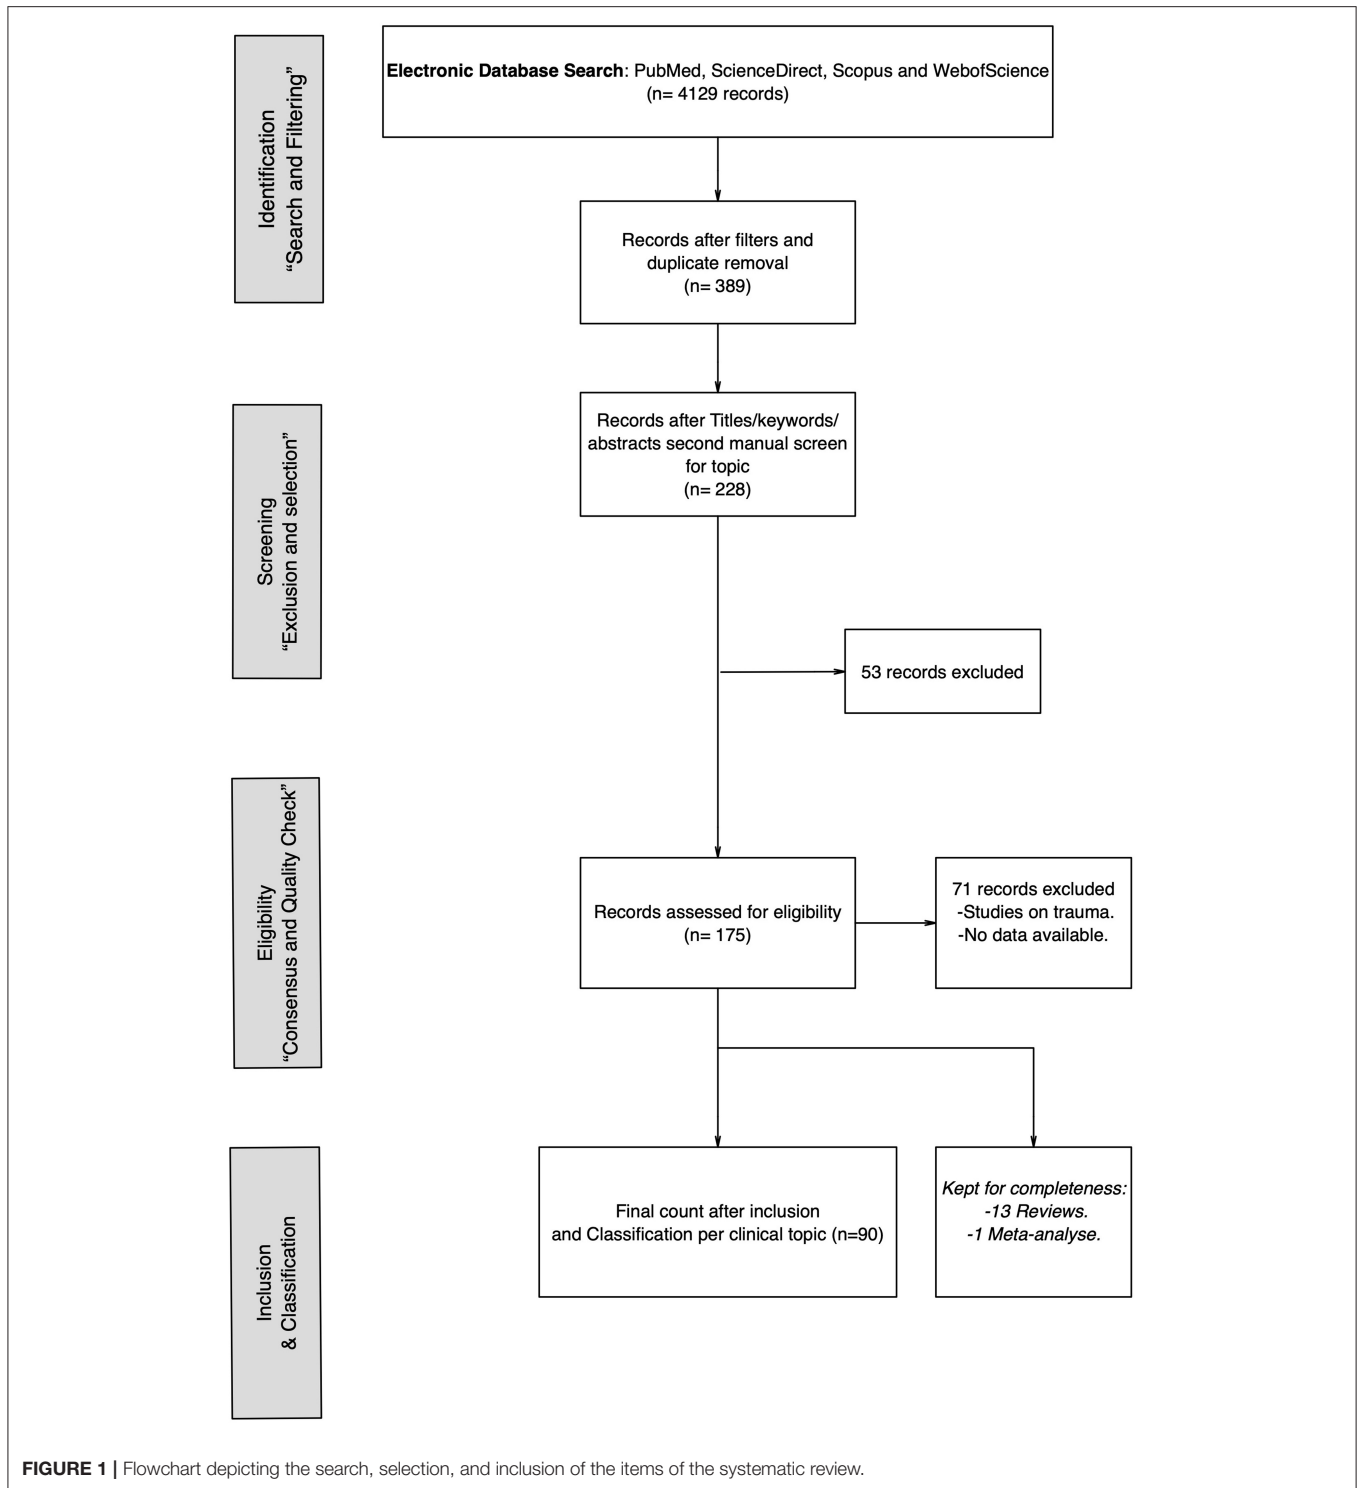 Identification
“Search and Filtering”
Electronic Database Search: PubMed, ScienceDirect, Scopus and WebofScience
(n= 4129 records)
Records after filters and
duplicate removal
(n= 389)
Screening
“Exclusion and selection”
Records after Titles/keywords/
abstracts second manual screen
for topic
(n= 228)
53 records excluded
Eligibility
“Consensus and Quality Check”
Records assessed for eligibility
(n= 175)
71 records excluded
-Studies on trauma.
-No data available.
Inclusion
& Classification
Final count after inclusion
and Classification per clinical topic (n=90)
Kept for completeness:
-13 Reviews.
-1 Meta-analyse.
FIGURE 1 | Flowchart depicting the search, selection, and inclusion of the items of the systematic review.